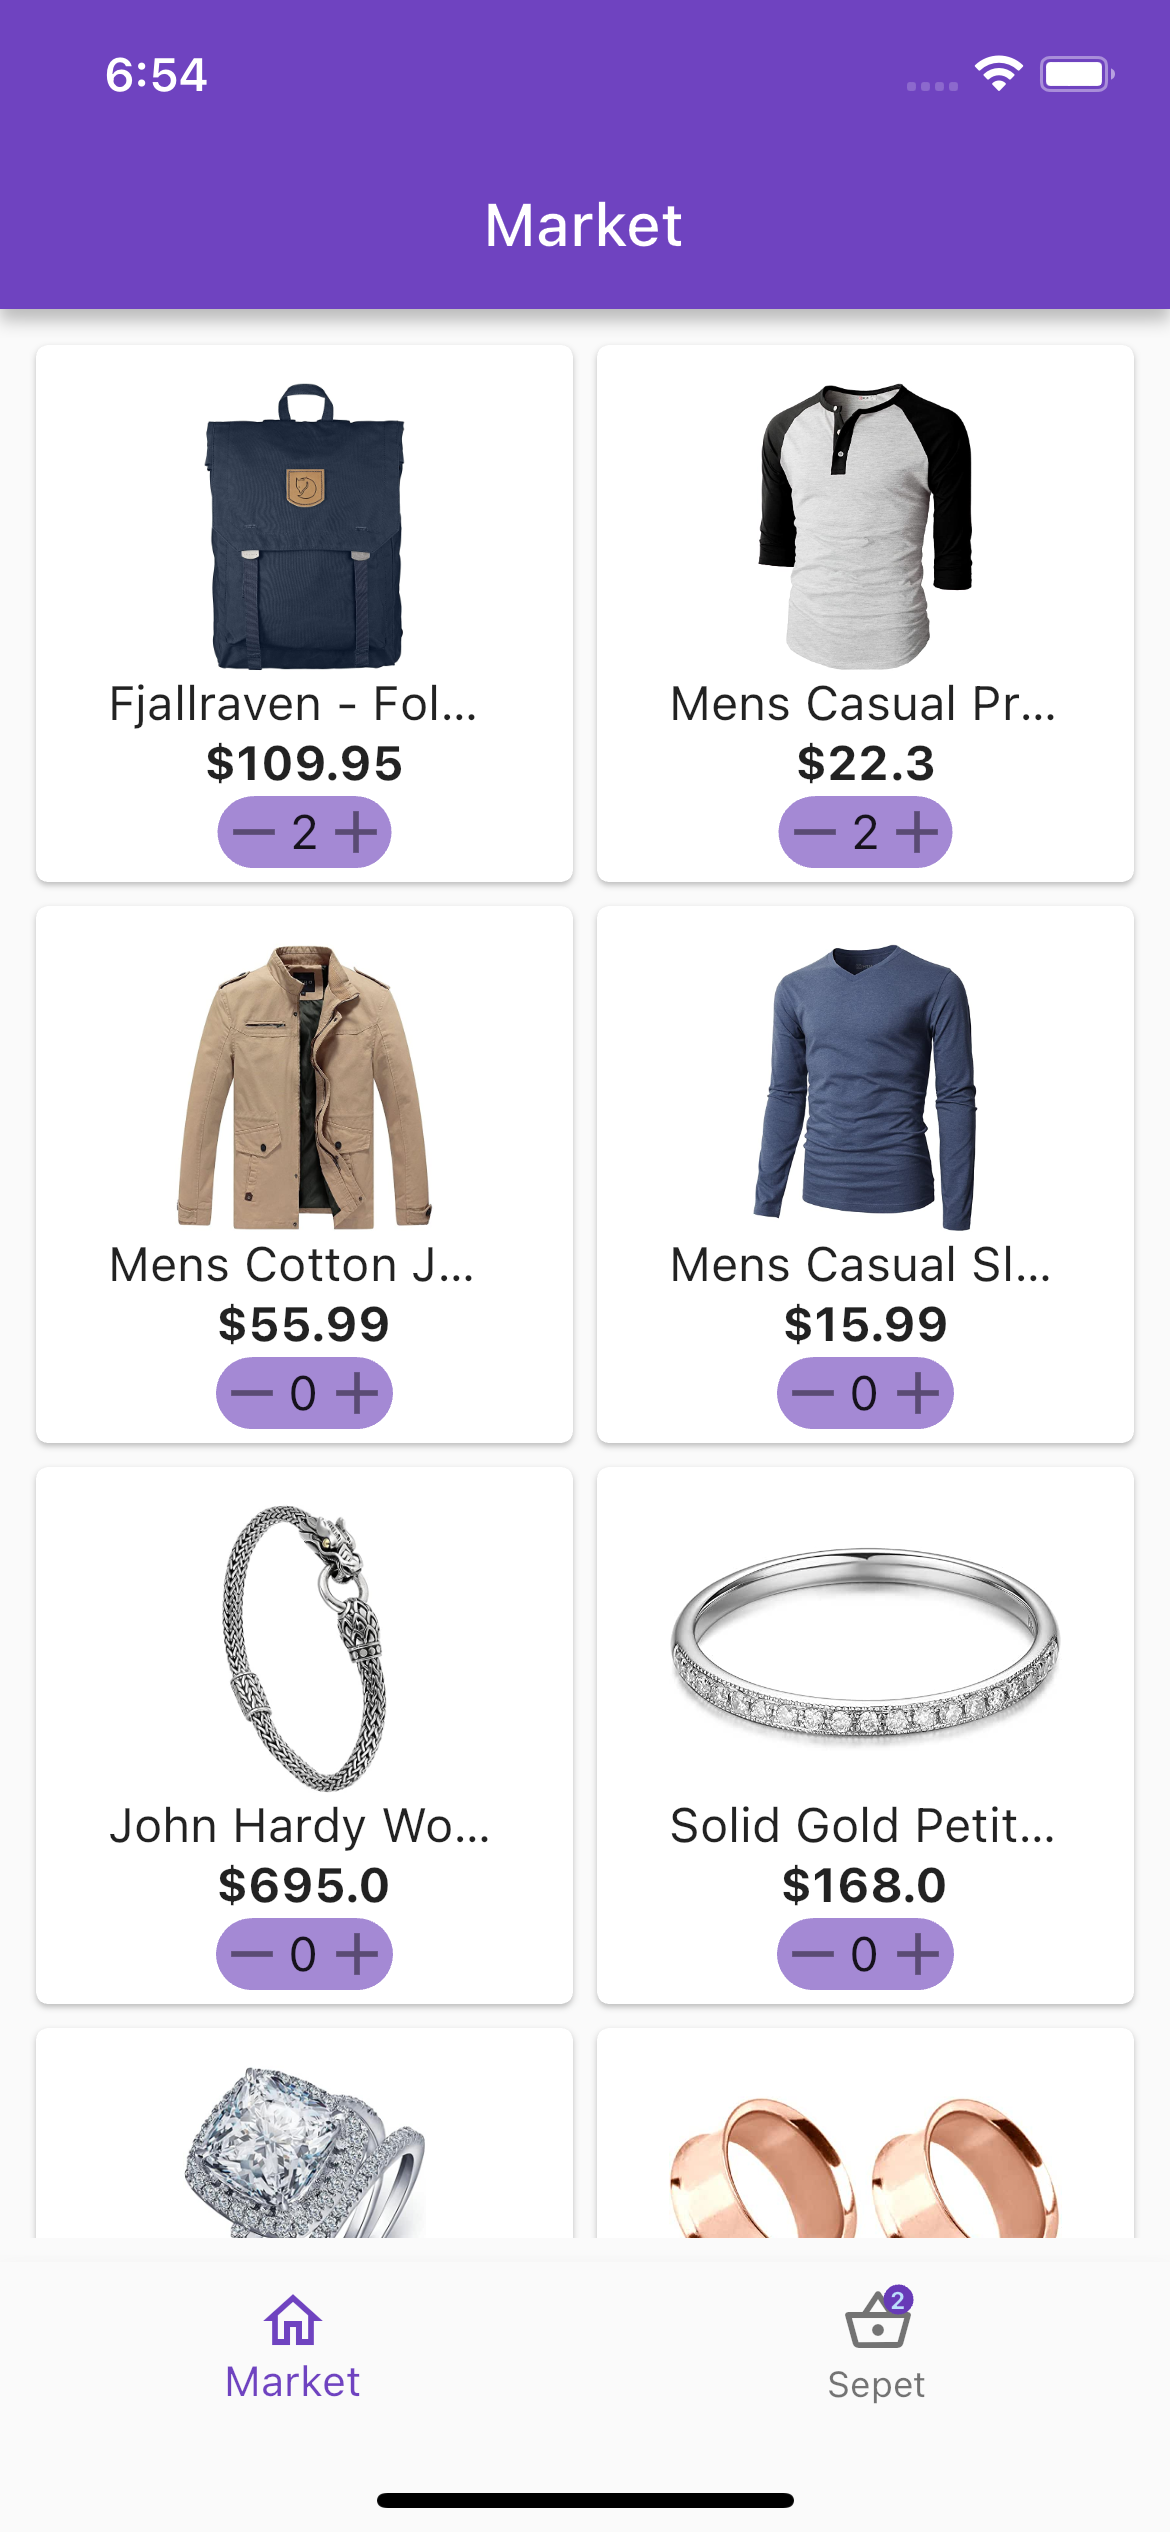 6:54
Market
Fjallraven - Fol...
$109.95
2
Mens Casual Pr...
$22.3
2
Mens Cotton J...
$55.99
0
Mens Casual Sl...
$15.99
0
John Hardy Wo...
$695.0
0
Solid Gold Petit...
$168.0
0
Market
2
Sepet